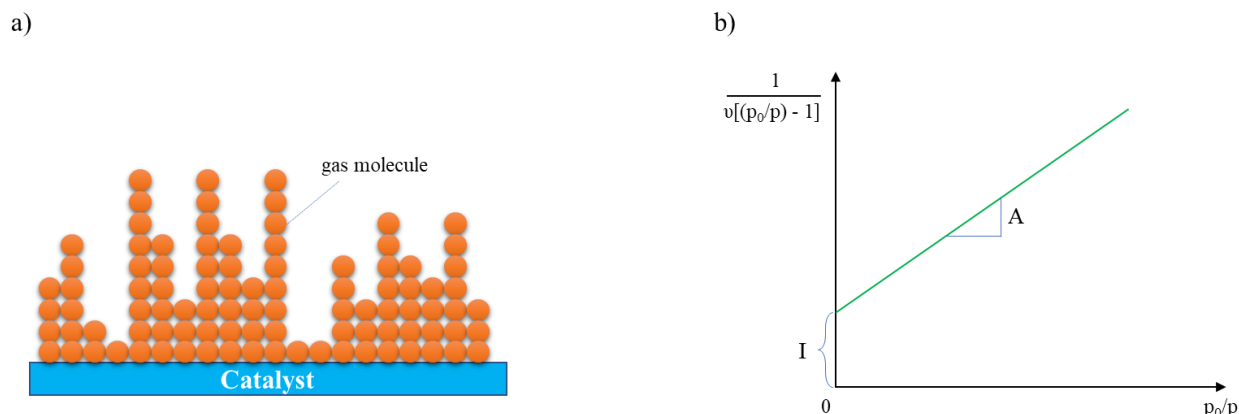 a)
b)
gas molecule
Catalyst
1
υ[(p₀/p) - 1]
A
I
0
p₀/p